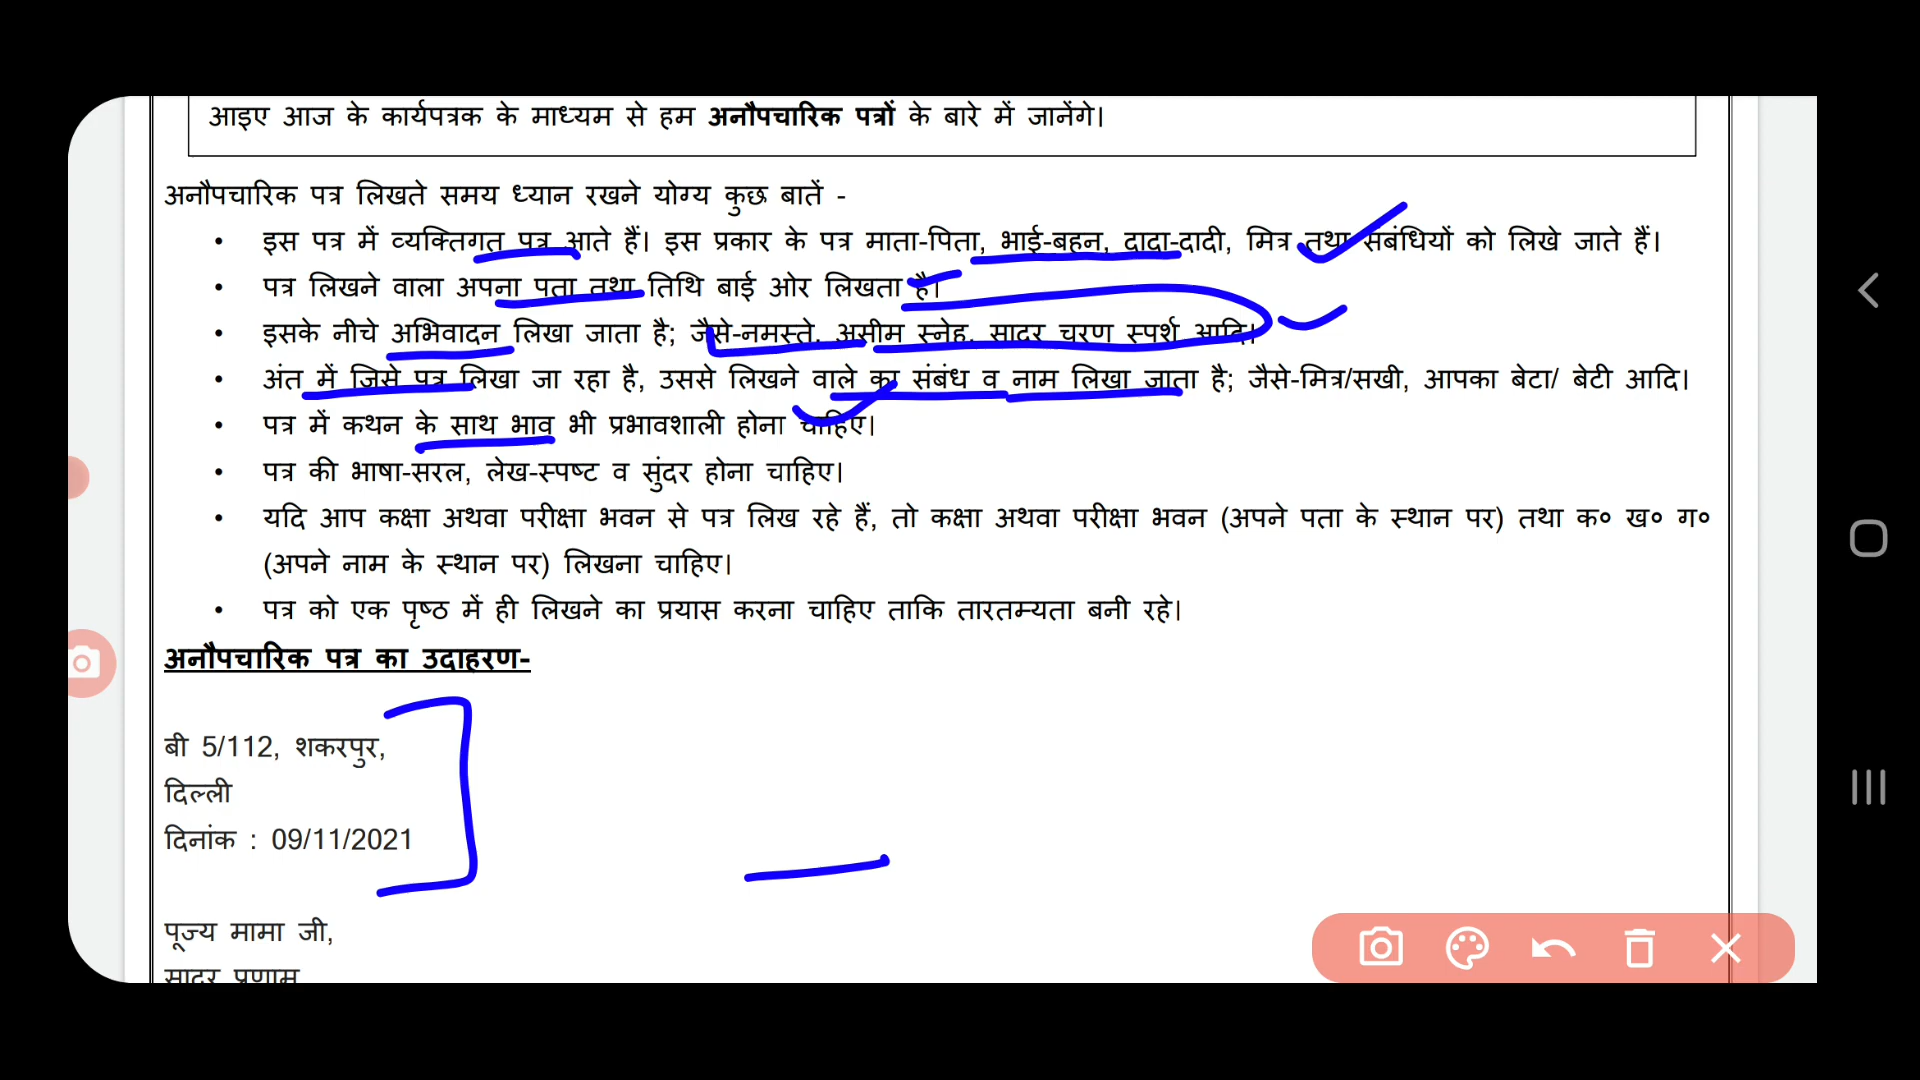 आइए आज के कार्यपत्रक के माध्यम से हम अनौपचारिक पत्रों के बारे में जानेंगे।
अनौपचारिक पत्र लिखते समय ध्यान रखने योग्य कुछ बातें -
• इस पत्र में व्यक्तिगत पत्र आते हैं। इस प्रकार के पत्र माता-पिता, भाई-बहन, दादा-दादी, मित्र तथा संबंधियों को लिखे जाते हैं।
• पत्र लिखने वाला अपना पता तथा तिथि बाई ओर लिखता है।
• इसके नीचे अभिवादन लिखा जाता है; जैसे-नमस्ते, असीम स्नेह, सादर चरण स्पर्श आदि।
• अंत में जिसे पत्र लिखा जा रहा है, उससे लिखने वाले का संबंध व नाम लिखा जाता है; जैसे-मित्र/सखी, आपका बेटा/ बेटी आदि।
• पत्र में कथन के साथ भाव भी प्रभावशाली होना चाहिए।
• पत्र की भाषा-सरल, लेख-स्पष्ट व सुंदर होना चाहिए।
• यदि आप कक्षा अथवा परीक्षा भवन से पत्र लिख रहे हैं, तो कक्षा अथवा परीक्षा भवन (अपने पता के स्थान पर) तथा क० ख० ग०
(अपने नाम के स्थान पर) लिखना चाहिए।
• पत्र को एक पृष्ठ में ही लिखने का प्रयास करना चाहिए ताकि तारतम्यता बनी रहे।
अनौपचारिक पत्र का उदाहरण-
बी 5/112, शकरपुर,
दिल्ली
दिनांक : 09/11/2021
पूज्य मामा जी,
सादर प्रणाम